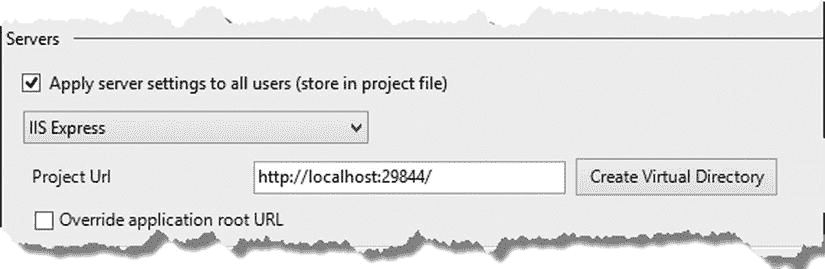 Servers
Apply server settings to all users (store in project file)
IIS Express
Project Url http://localhost:29844/ Create Virtual Directory
Override application root URL